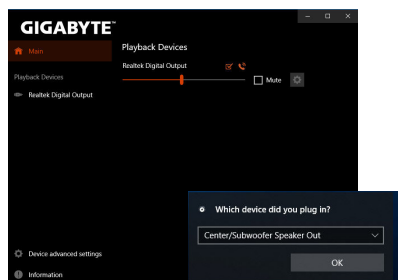 GIGABYTE™
Main
Playback Devices
Realtek Digital Output
Playback Devices
Realtek Digital Output
Mute
Which device did you plug in?
Center/Subwoofer Speaker Out
OK
Device advanced settings
Information